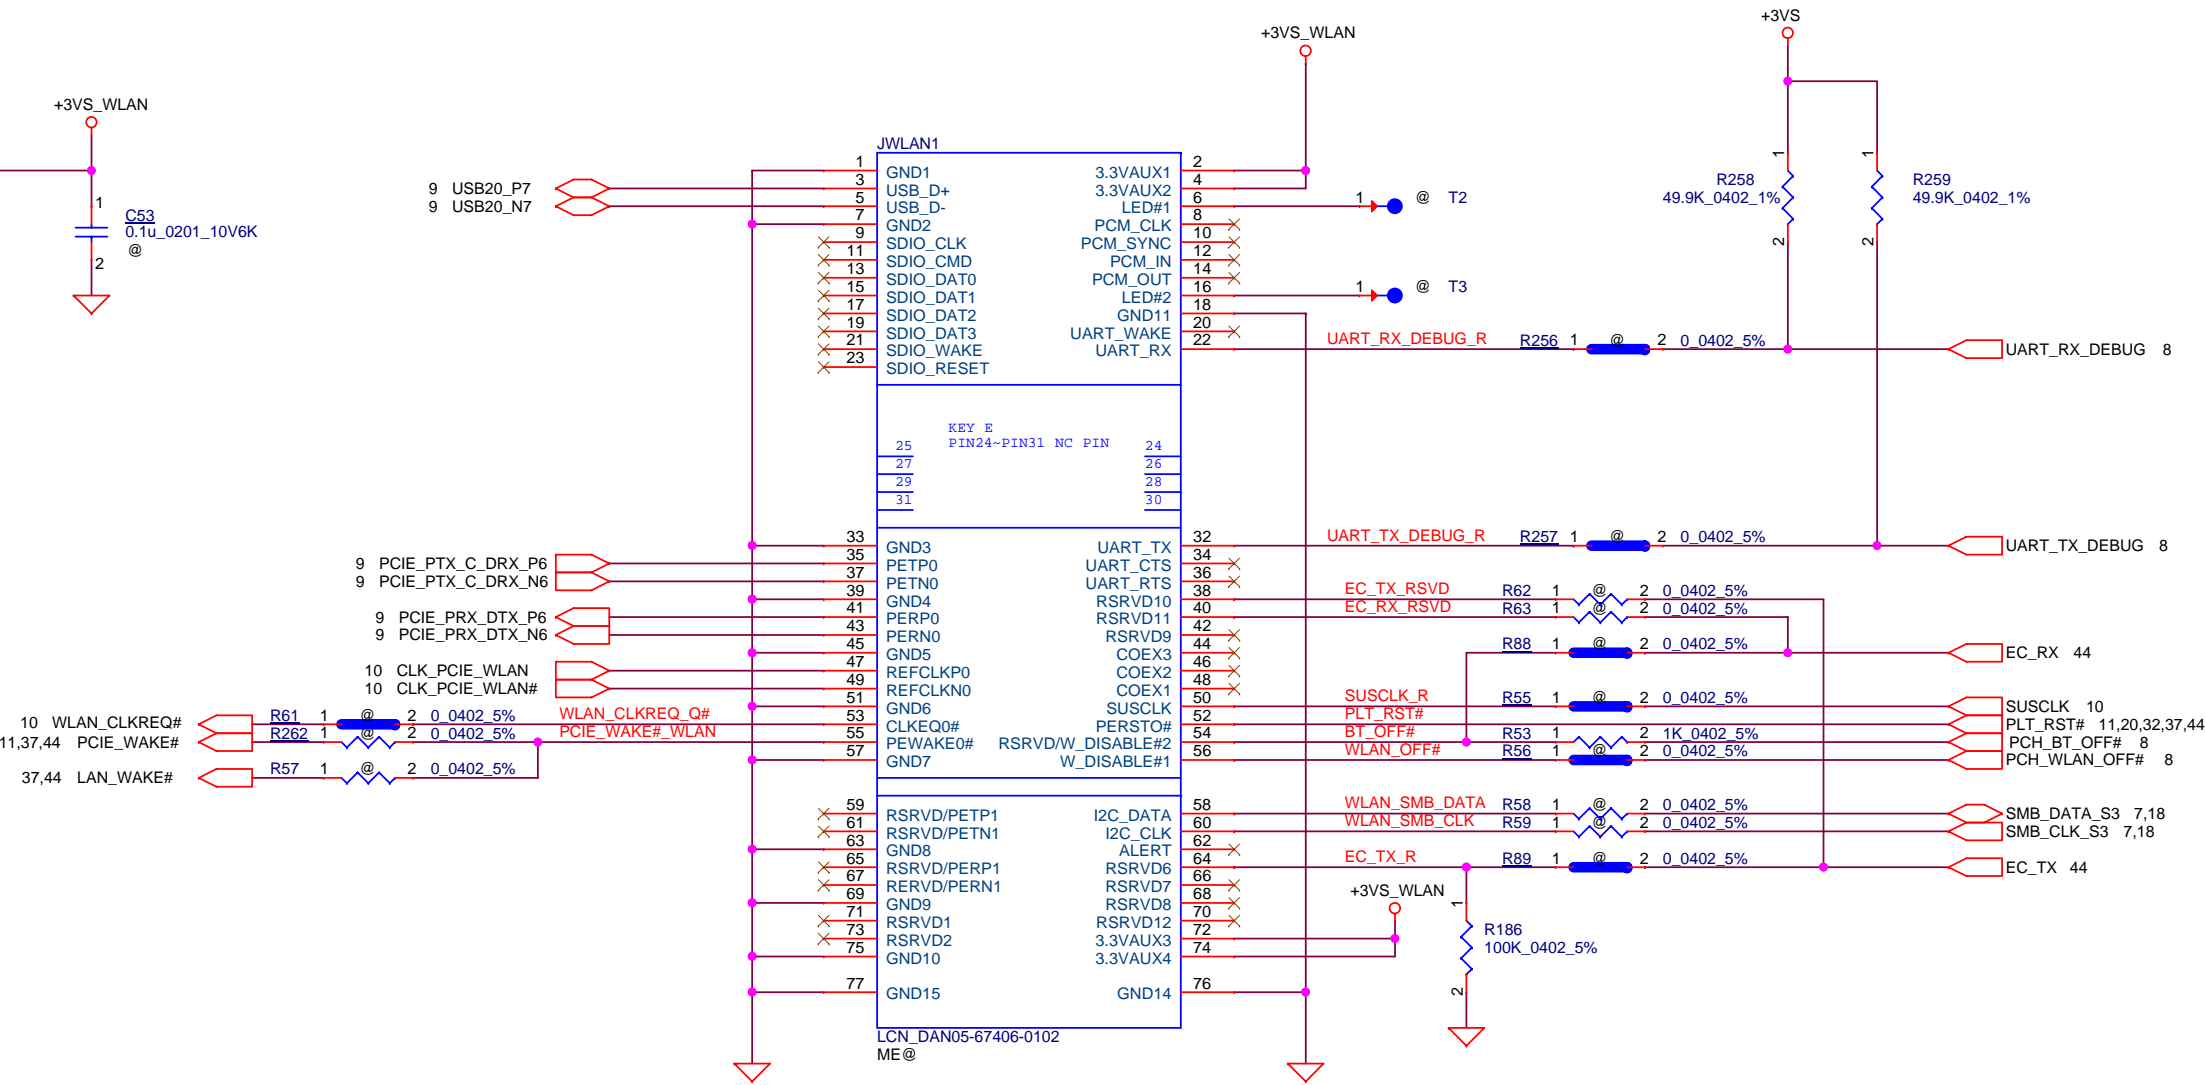 +3VS_WLAN
1
C53
0.1u_0201_10V6K
@
2
+3VS_WLAN
+3VS
R258
49.9K_0402_1%
1
2
R259
49.9K_0402_1%
1
2
JWLAN1
9 USB20_P7
9 USB20_N7
1 GND1
3 USB_D+
5 USB_D-
7 GND2
9 SDIO_CLK
11 SDIO_CMD
13 SDIO_DAT0
15 SDIO_DAT1
17 SDIO_DAT2
19 SDIO_DAT3
21 SDIO_WAKE
23 SDIO_RESET
3.3VAUX1 2
3.3VAUX2 4
LED#1 6 1 @ T2
PCM_CLK 8
PCM_SYNC 10
PCM_IN 12
PCM_OUT 14
LED#2 16 1 @ T3
GND11 18
UART_WAKE 20
UART_RX 22 UART_RX_DEBUG_R R256 1 @ 2 0_0402_5% UART_RX_DEBUG 8
KEY E
PIN24~PIN31 NC PIN
25 24
27 26
29 28
31 30
9 PCIE_PTX_C_DRX_P6
9 PCIE_PTX_C_DRX_N6
9 PCIE_PRX_DTX_P6
9 PCIE_PRX_DTX_N6
10 CLK_PCIE_WLAN
10 CLK_PCIE_WLAN#
10 WLAN_CLKREQ# R61 1 @ 2 0_0402_5% WLAN_CLKREQ_Q#
11,37,44 PCIE_WAKE# R262 1 @ 2 0_0402_5% PCIE_WAKE#_WLAN
37,44 LAN_WAKE# R57 1 @ 2 0_0402_5%
33 GND3
35 PETP0
37 PETN0
39 GND4
41 PERP0
43 PERN0
45 GND5
47 REFCLKP0
49 REFCLKN0
51 GND6
53 CLKEQ0#
55 PEWAKE0#
57 GND7
UART_TX 32 UART_TX_DEBUG_R R257 1 @ 2 0_0402_5% UART_TX_DEBUG 8
UART_CTS 34
UART_RTS 36
RSRVD10 38 EC_TX_RSVD R62 1 @ 2 0_0402_5%
RSRVD11 40 EC_RX_RSVD R63 1 @ 2 0_0402_5%
RSRVD9 42
COEX3 44 R88 1 @ 2 0_0402_5% EC_RX 44
COEX2 46
COEX1 48
SUSCLK 50 SUSCLK_R R55 1 @ 2 0_0402_5% SUSCLK 10
PERSTO# 52 PLT_RST# PLT_RST# 11,20,32,37,44
RSRVD/W_DISABLE#2 54 BT_OFF# R53 1 2 1K_0402_5% PCH_BT_OFF# 8
W_DISABLE#1 56 WLAN_OFF# R56 1 @ 2 0_0402_5% PCH_WLAN_OFF# 8
59 RSRVD/PETP1
61 RSRVD/PETN1
63 GND8
65 RSRVD/PERP1
67 RERVD/PERN1
69 GND9
71 RSRVD1
73 RSRVD2
75 GND10
77 GND15
I2C_DATA 58 WLAN_SMB_DATA R58 1 @ 2 0_0402_5% SMB_DATA_S3 7,18
I2C_CLK 60 WLAN_SMB_CLK R59 1 @ 2 0_0402_5% SMB_CLK_S3 7,18
ALERT 62
RSRVD6 64 EC_TX_R R89 1 @ 2 0_0402_5% EC_TX 44
RSRVD7 66
RSRVD8 68
RSRVD12 70
3.3VAUX3 72
3.3VAUX4 74
GND14 76
+3VS_WLAN
1
R186
100K_0402_5%
2
LCN_DAN05-67406-0102
ME@